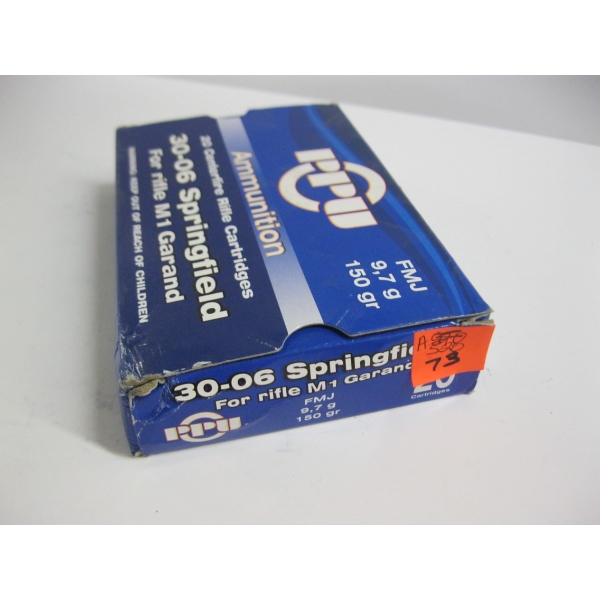 PPU
FMJ
9,7 g
150 gr
Ammunition
20 Centerfire Rifle Cartridges
30-06 Springfield
For rifle M1 Garand
WARNING: KEEP OUT OF REACH OF CHILDREN
30-06 Springfie
For rifle M1 Garand
FMJ
9,7 g
150 gr
PPU
20
Cartridges
A
73